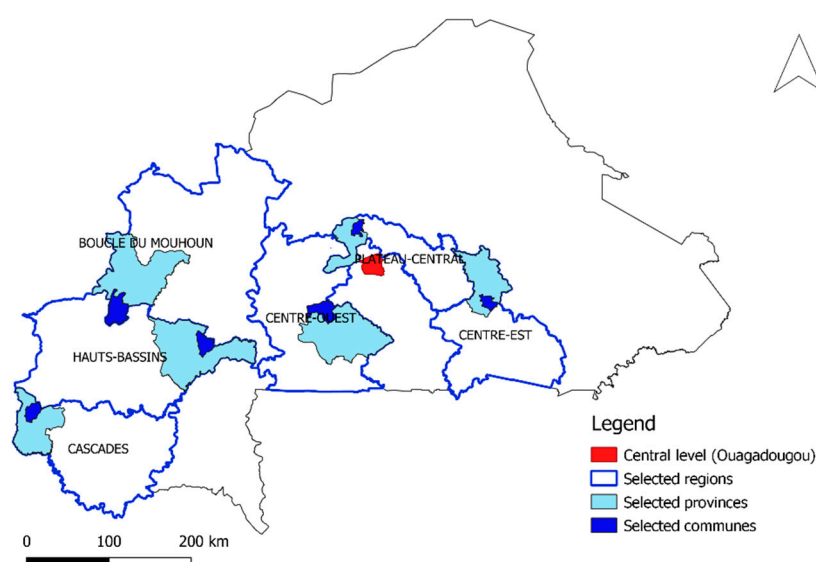 BOUCLE DU MOUHOUN
PLATEAU-CENTRAL
CENTRE-OUEST
CENTRE-EST
HAUTS-BASSINS
CASCADES
Legend
Central level (Ouagadougou)
Selected regions
Selected provinces
Selected communes
0 100 200 km